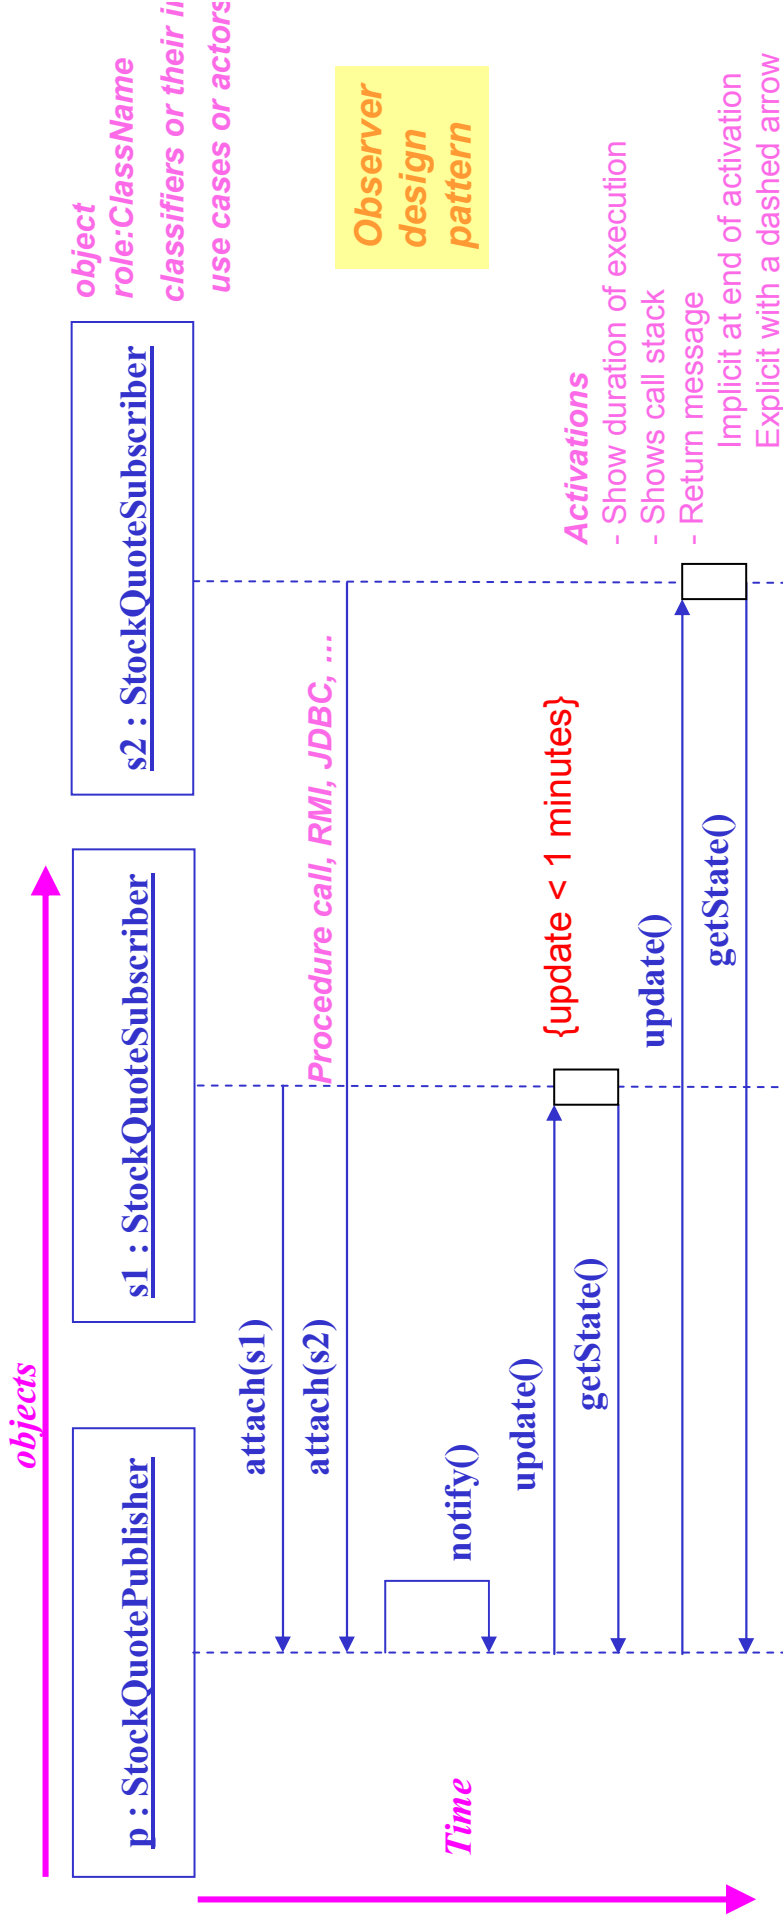 objects
p : StockQuotePublisher
s1 : StockQuoteSubscriber
s2 : StockQuoteSubscriber
object
role:ClassName
classifiers or their
use cases or actors
attach(s1)
attach(s2)
Procedure call, RMI, JDBC, …
Observer
design
pattern
Time
notify()
update()
getState()
{update < 1 minutes}
update()
getState()
Activations
- Show duration of execution
- Shows call stack
- Return message
Implicit at end of activation
Explicit with a dashed arrow